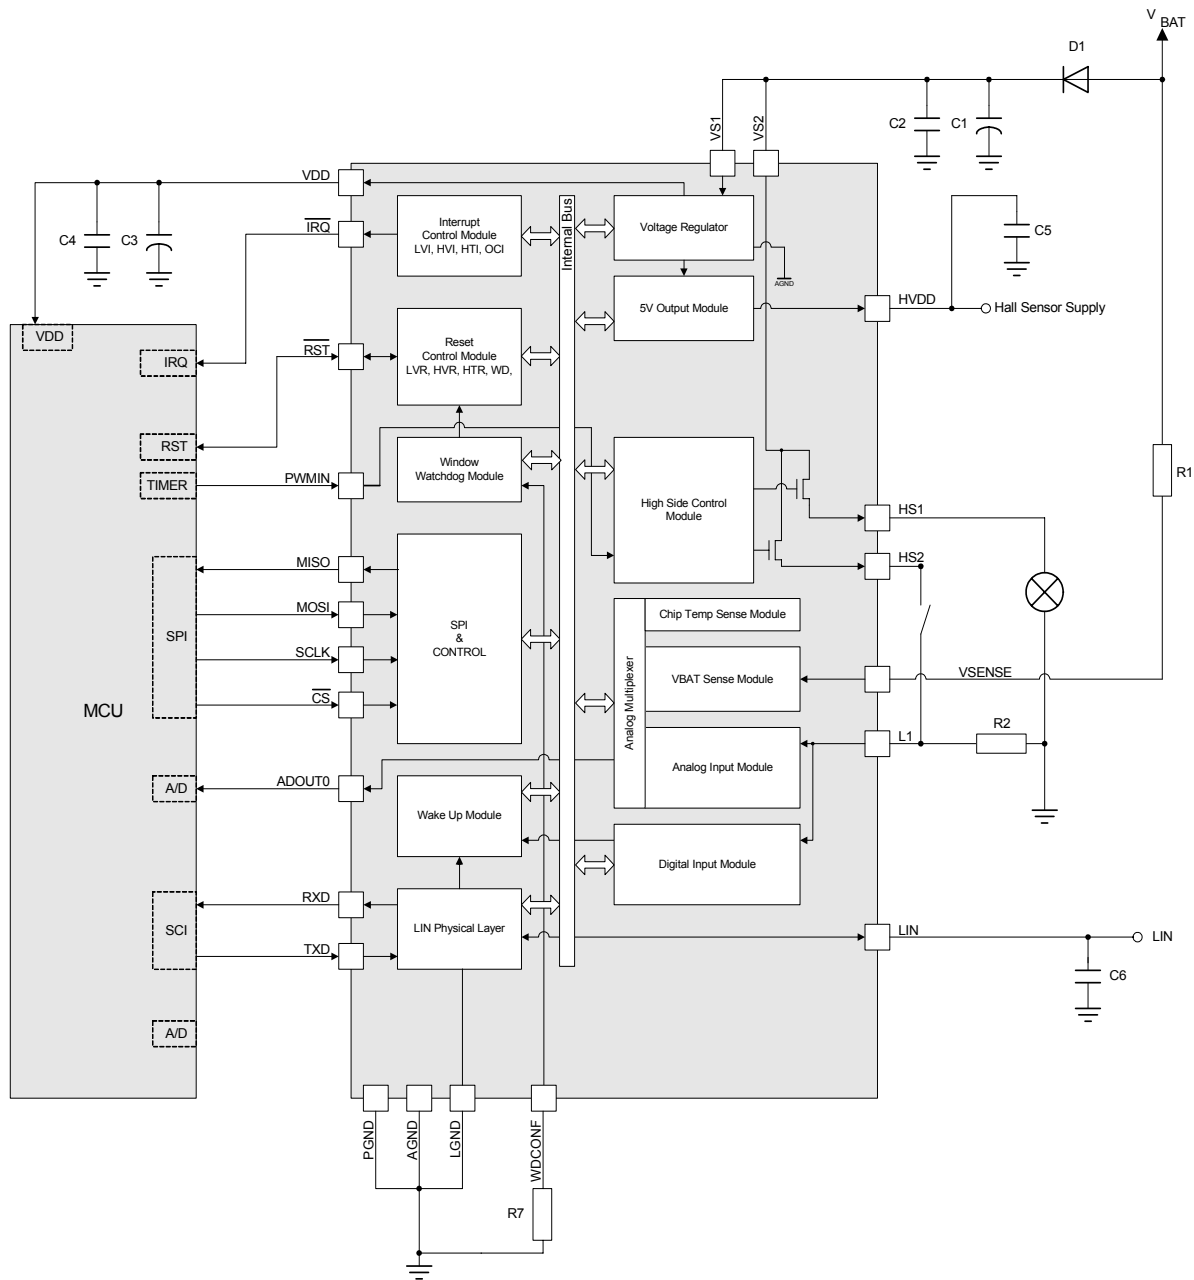 V BAT
D1
VS1
VS2
C2
C1
VDD
IRQ
C4
C3
Interrupt
Control Module
LVI, HVI, HTI, OCI
Internal Bus
Voltage Regulator
AGND
C5
5V Output Module
HVDD
Hall Sensor Supply
VDD
IRQ
RST
Reset
Control Module
LVR, HVR, HTR, WD,
RST
TIMER
PWMIN
Window
Watchdog Module
High Side Control
Module
R1
HS1
HS2
MISO
MOSI
SCLK
CS
SPI
SPI
&
CONTROL
MCU
Analog Multiplexer
Chip Temp Sense Module
VBAT Sense Module
VSENSE
Analog Input Module
L1
R2
A/D
ADOUT0
Wake Up Module
Digital Input Module
RXD
SCI
TXD
LIN Physical Layer
LIN
LIN
C6
A/D
PGND
AGND
LGND
WDCONF
R7